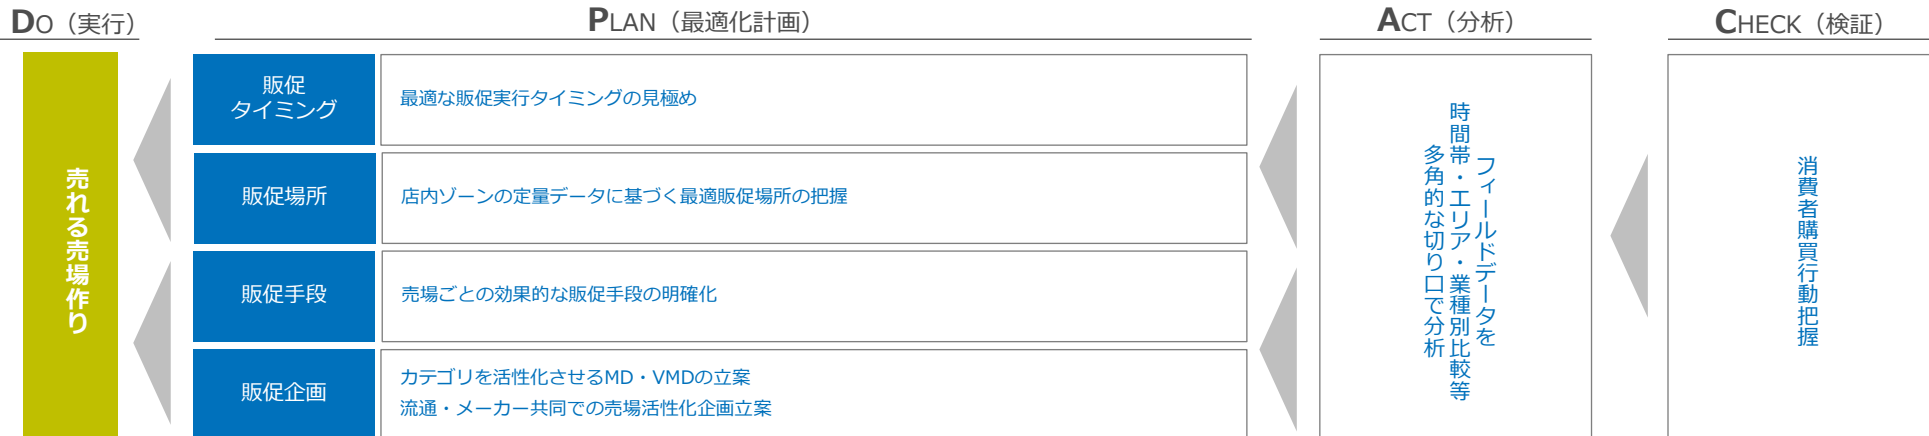 DO（実行）
PLAN（最適化計画）
ACT（分析）
CHECK（検証）
売れる売場作り
販促
タイミング
最適な販促実行タイミングの見極め
販促場所
店内ゾーンの定量データに基づく最適販促場所の把握
販促手段
売場ごとの効果的な販促手段の明確化
販促企画
カテゴリを活性化させるMD・VMDの立案
流通・メーカー共同での売場活性化企画立案
フィールドデータを
時間帯・エリア・業種別比較等
多角的な切り口で分析
消費者購買行動把握